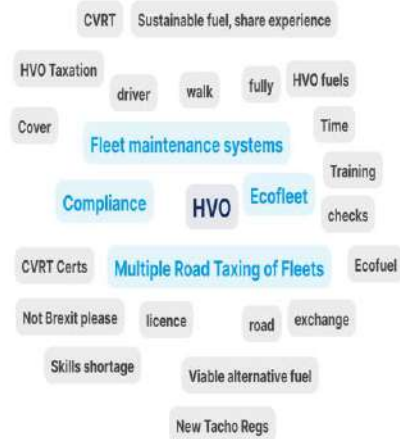 CVRT Sustainable fuel, share experience
HVO Taxation driver walk fully HVO fuels
Cover Fleet maintenance systems Time
Training
Compliance HVO Ecofleet checks
CVRT Certs Multiple Road Taxing of Fleets Ecofuel
Not Brexit please licence road exchange
Skills shortage Viable alternative fuel
New Tacho Regs